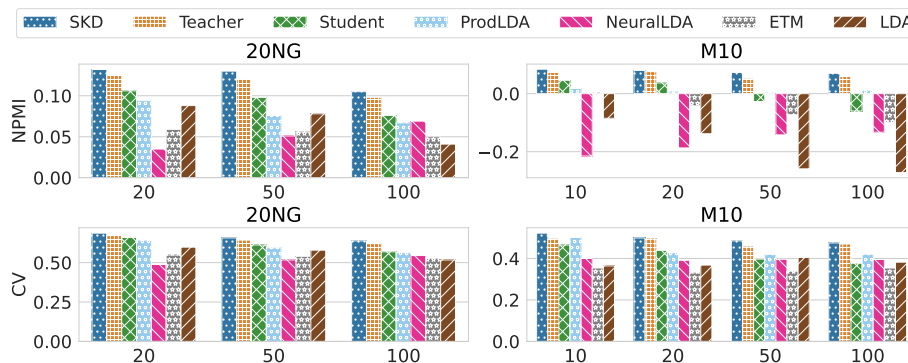 SKD Teacher Student ProdLDA NeuralLDA ETM LDA
20NG M10
NPMI
0.10
0.05
0.00
0.0
−0.2
20 50 100
10 20 50 100
20NG M10
CV
0.50
0.25
0.00
0.4
0.2
0.0
20 50 100
10 20 50 100